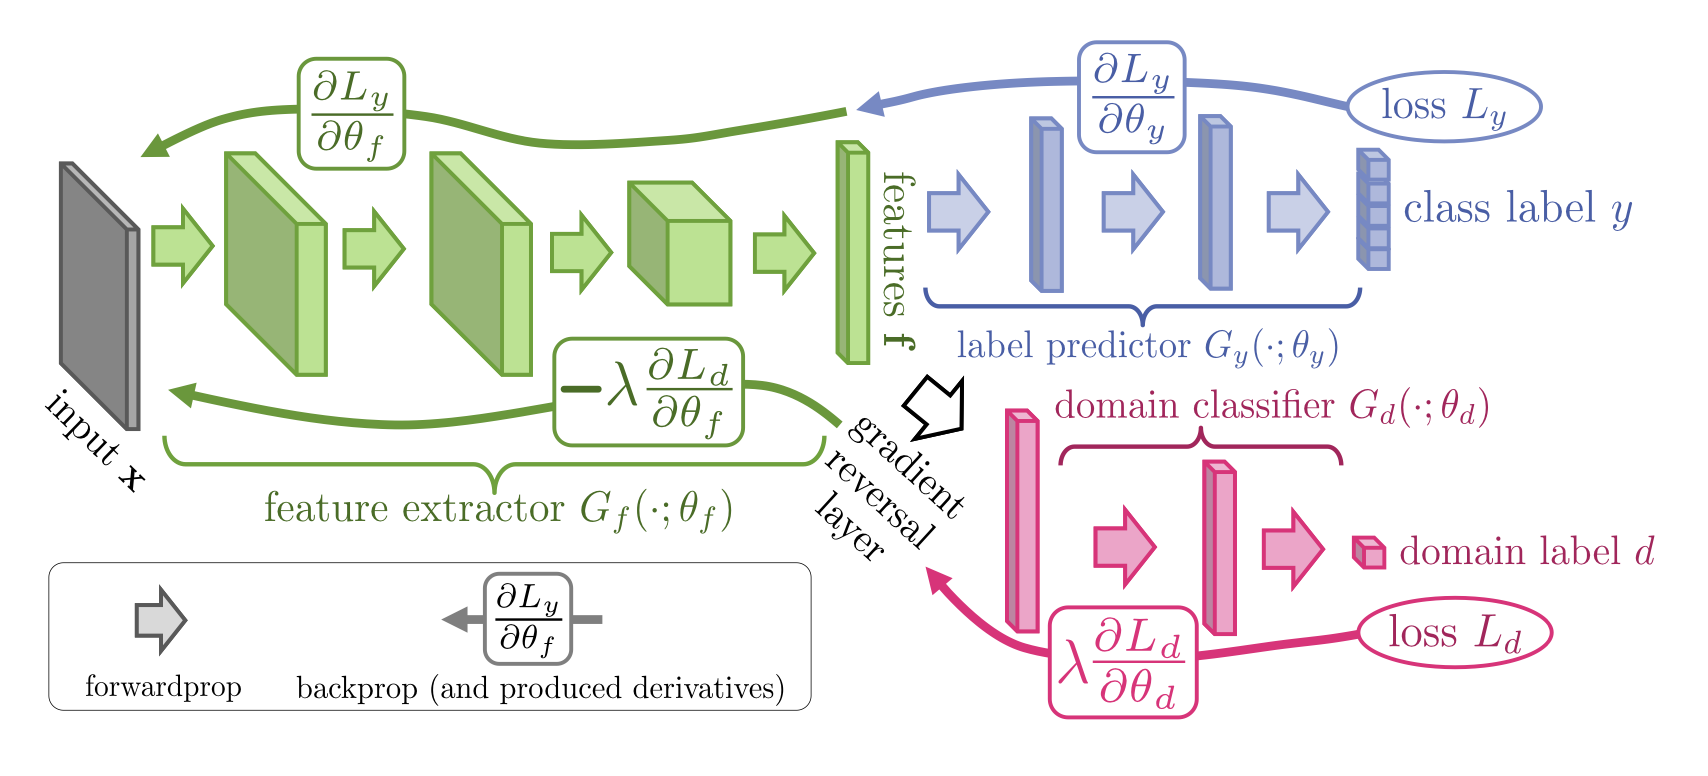 ∂L_y
∂θ_f
∂L_y
∂θ_y
loss L_y
features f
class label y
label predictor G_y(·; θ_y)
input x
−λ ∂L_d
∂θ_f
feature extractor G_f(·; θ_f)
gradient
reversal
layer
domain classifier G_d(·; θ_d)
domain label d
loss L_d
λ ∂L_d
∂θ_d
∂L_y
∂θ_f
forwardprop
backprop (and produced derivatives)